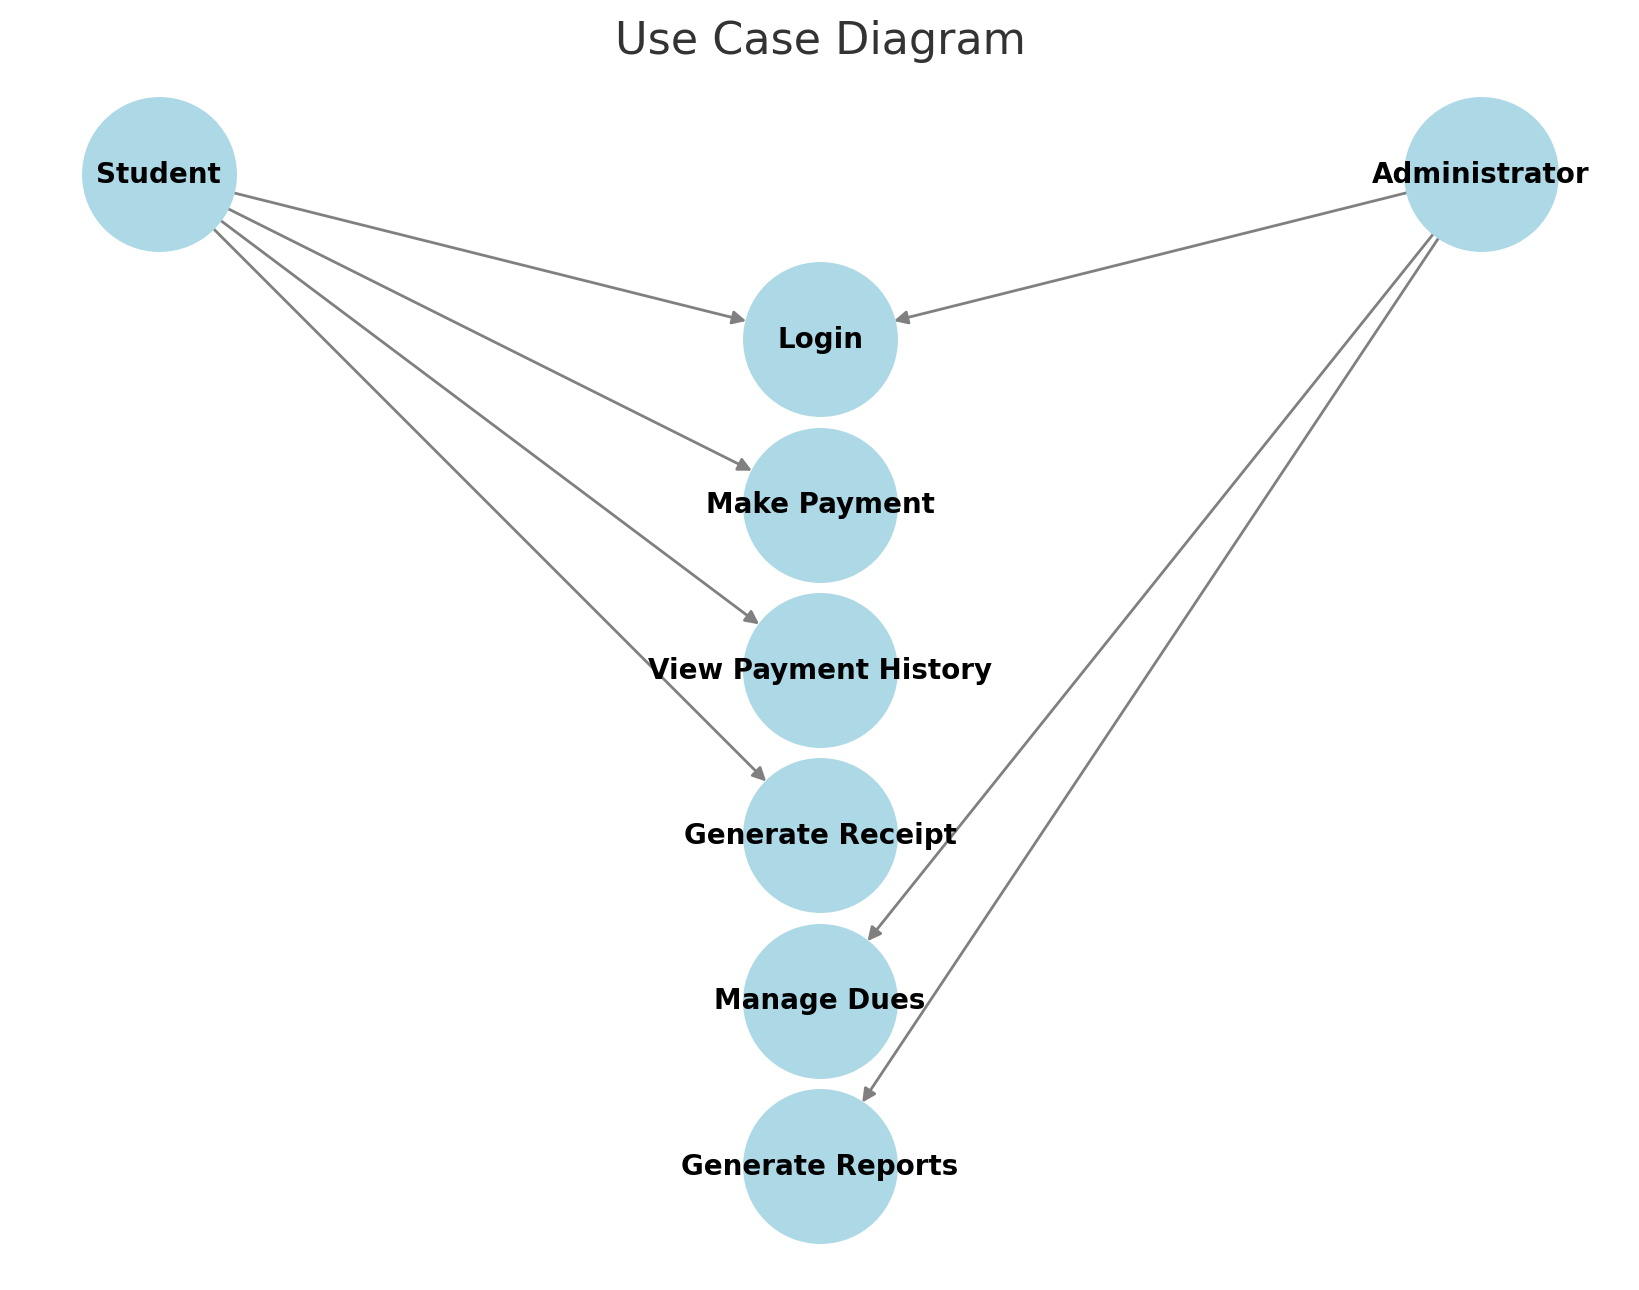 Use Case Diagram
Student
Administrator
Login
Make Payment
View Payment History
Generate Receipt
Manage Dues
Generate Reports